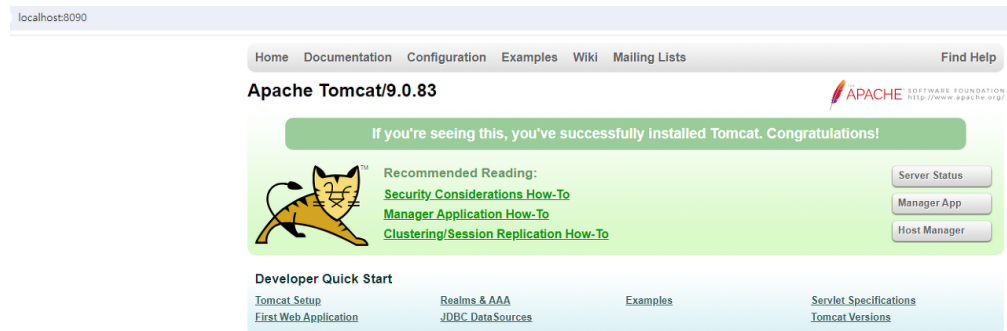 localhost:8090
Home Documentation Configuration Examples Wiki Mailing Lists Find Help
Apache Tomcat/9.0.83
APACHE SOFTWARE FOUNDATION
http://www.apache.org/
If you're seeing this, you've successfully installed Tomcat. Congratulations!
TM
Recommended Reading:
Security Considerations How-To
Manager Application How-To
Clustering/Session Replication How-To
Server Status
Manager App
Host Manager
Developer Quick Start
Tomcat Setup Realms & AAA Examples Servlet Specifications
First Web Application JDBC DataSources Tomcat Versions